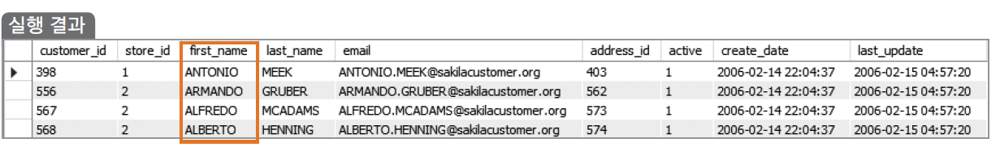 실행 결과
customer_id store_id first_name last_name email address_id active create_date last_update
398 1 ANTONIO MEEK ANTONIO.MEEK@sakilacustomer.org 403 1 2006-02-14 22:04:37 2006-02-15 04:57:20
556 2 ARMANDO GRUBER ARMANDO.GRUBER@sakilacustomer.org 562 1 2006-02-14 22:04:37 2006-02-15 04:57:20
567 2 ALFREDO MCADAMS ALFREDO.MCADAMS@sakilacustomer.org 573 1 2006-02-14 22:04:37 2006-02-15 04:57:20
568 2 ALBERTO HENNING ALBERTO.HENNING@sakilacustomer.org 574 1 2006-02-14 22:04:37 2006-02-15 04:57:20